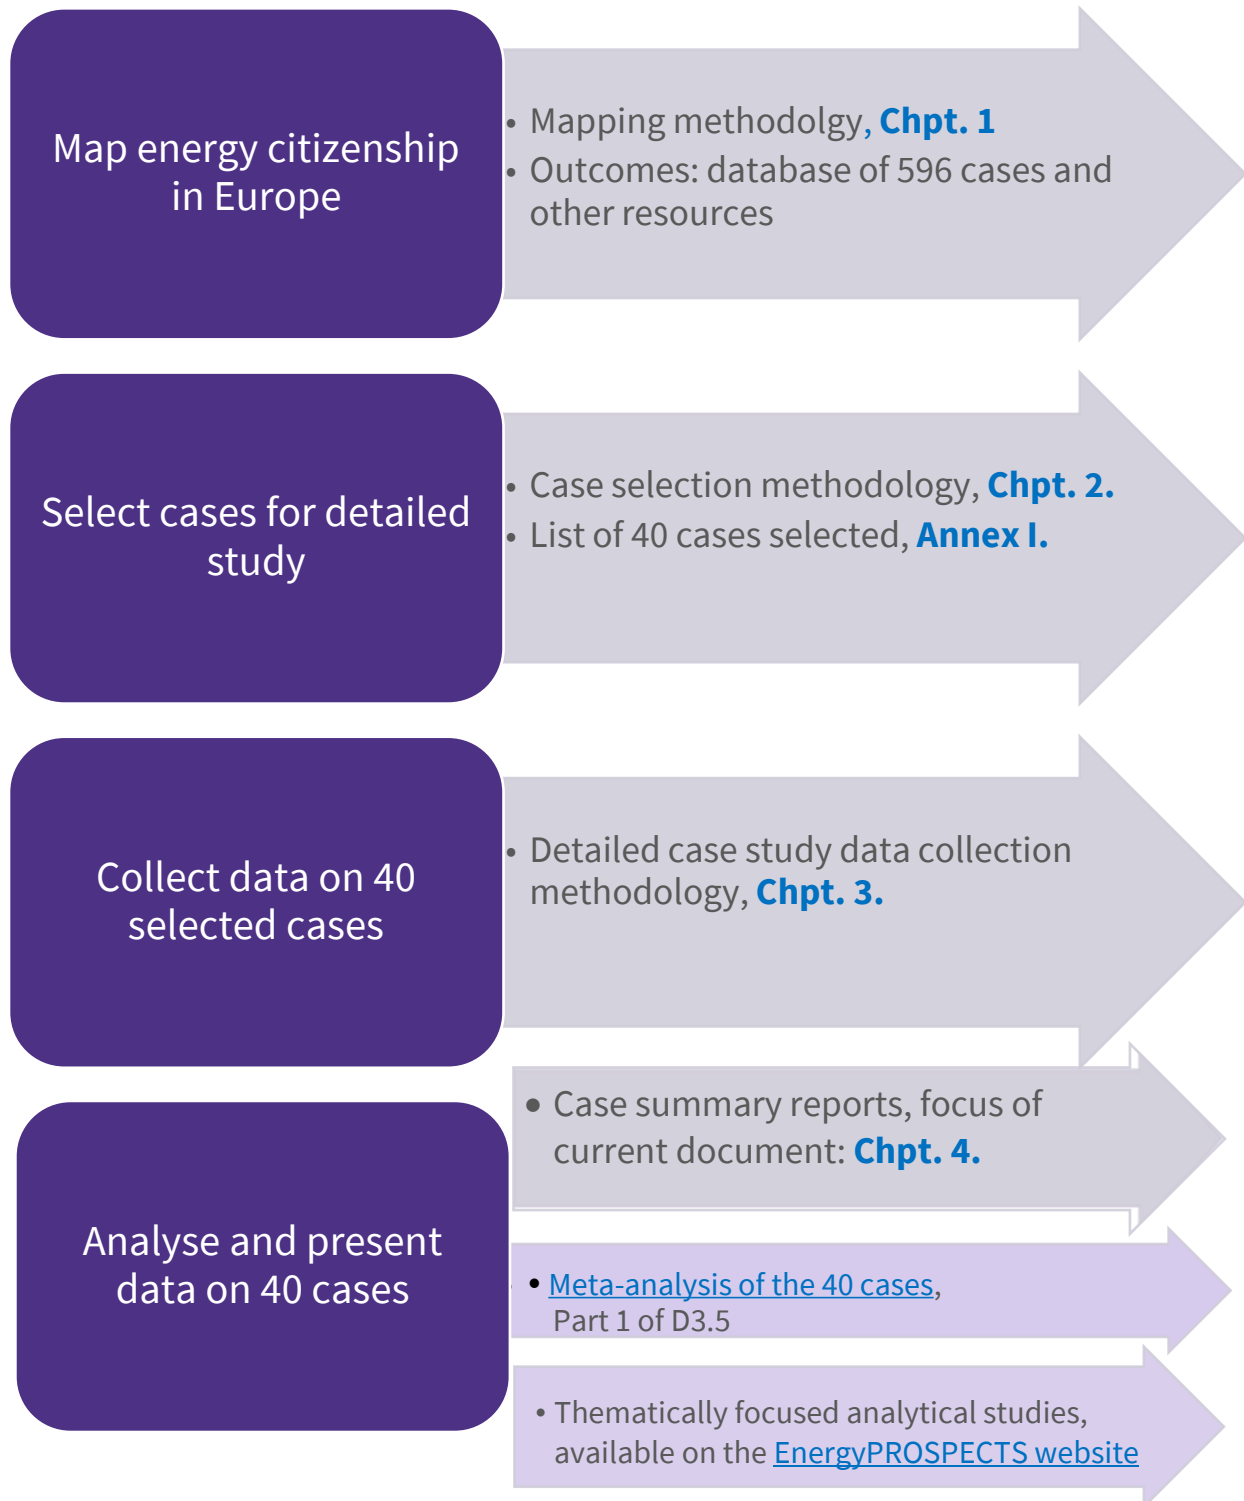 Map energy citizenship
in Europe
• Mapping methodolgy, Chpt. 1
• Outcomes: database of 596 cases and
other resources
Select cases for detailed
study
• Case selection methodology, Chpt. 2.
• List of 40 cases selected, Annex I.
Collect data on 40
selected cases
• Detailed case study data collection
methodology, Chpt. 3.
Analyse and present
data on 40 cases
• Case summary reports, focus of
current document: Chpt. 4.
• Meta-analysis of the 40 cases,
Part 1 of D3.5
• Thematically focused analytical studies,
available on the EnergyPROSPECTS website